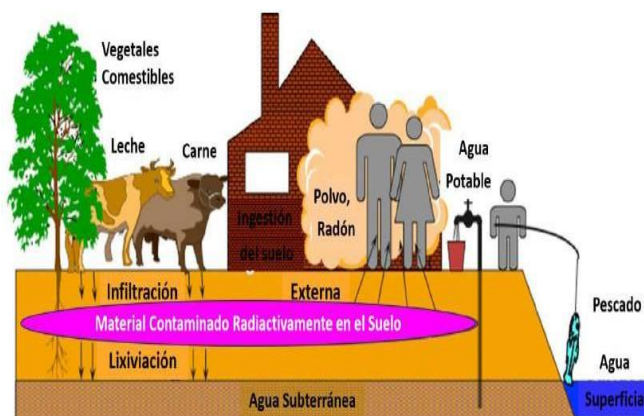 Vegetales
Comestibles
Leche
Carne
Agua
Potable
Polvo,
Radón
ingestión
del suelo
Infiltración
Externa
Material Contaminado Radiactivamente en el Suelo
Pescado
Lixiviación
Agua
Agua Subterránea
Superficia